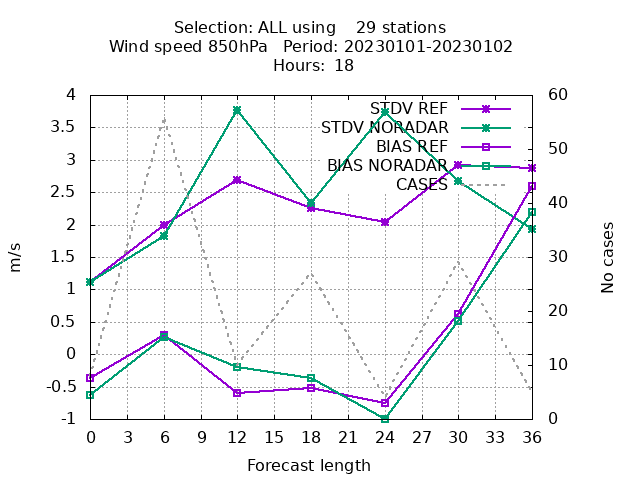 Selection: ALL using    29 stations
Wind speed 850hPa   Period: 20230101-20230102
Hours: 18
STDV REF
STDV NORADAR
BIAS REF
BIAS NORADAR
CASES
4
3.5
3
2.5
2
1.5
1
0.5
0
-0.5
-1
m/s
60
50
40
30
20
10
0
No cases
0 3 6 9 12 15 18 21 24 27 30 33 36
Forecast length